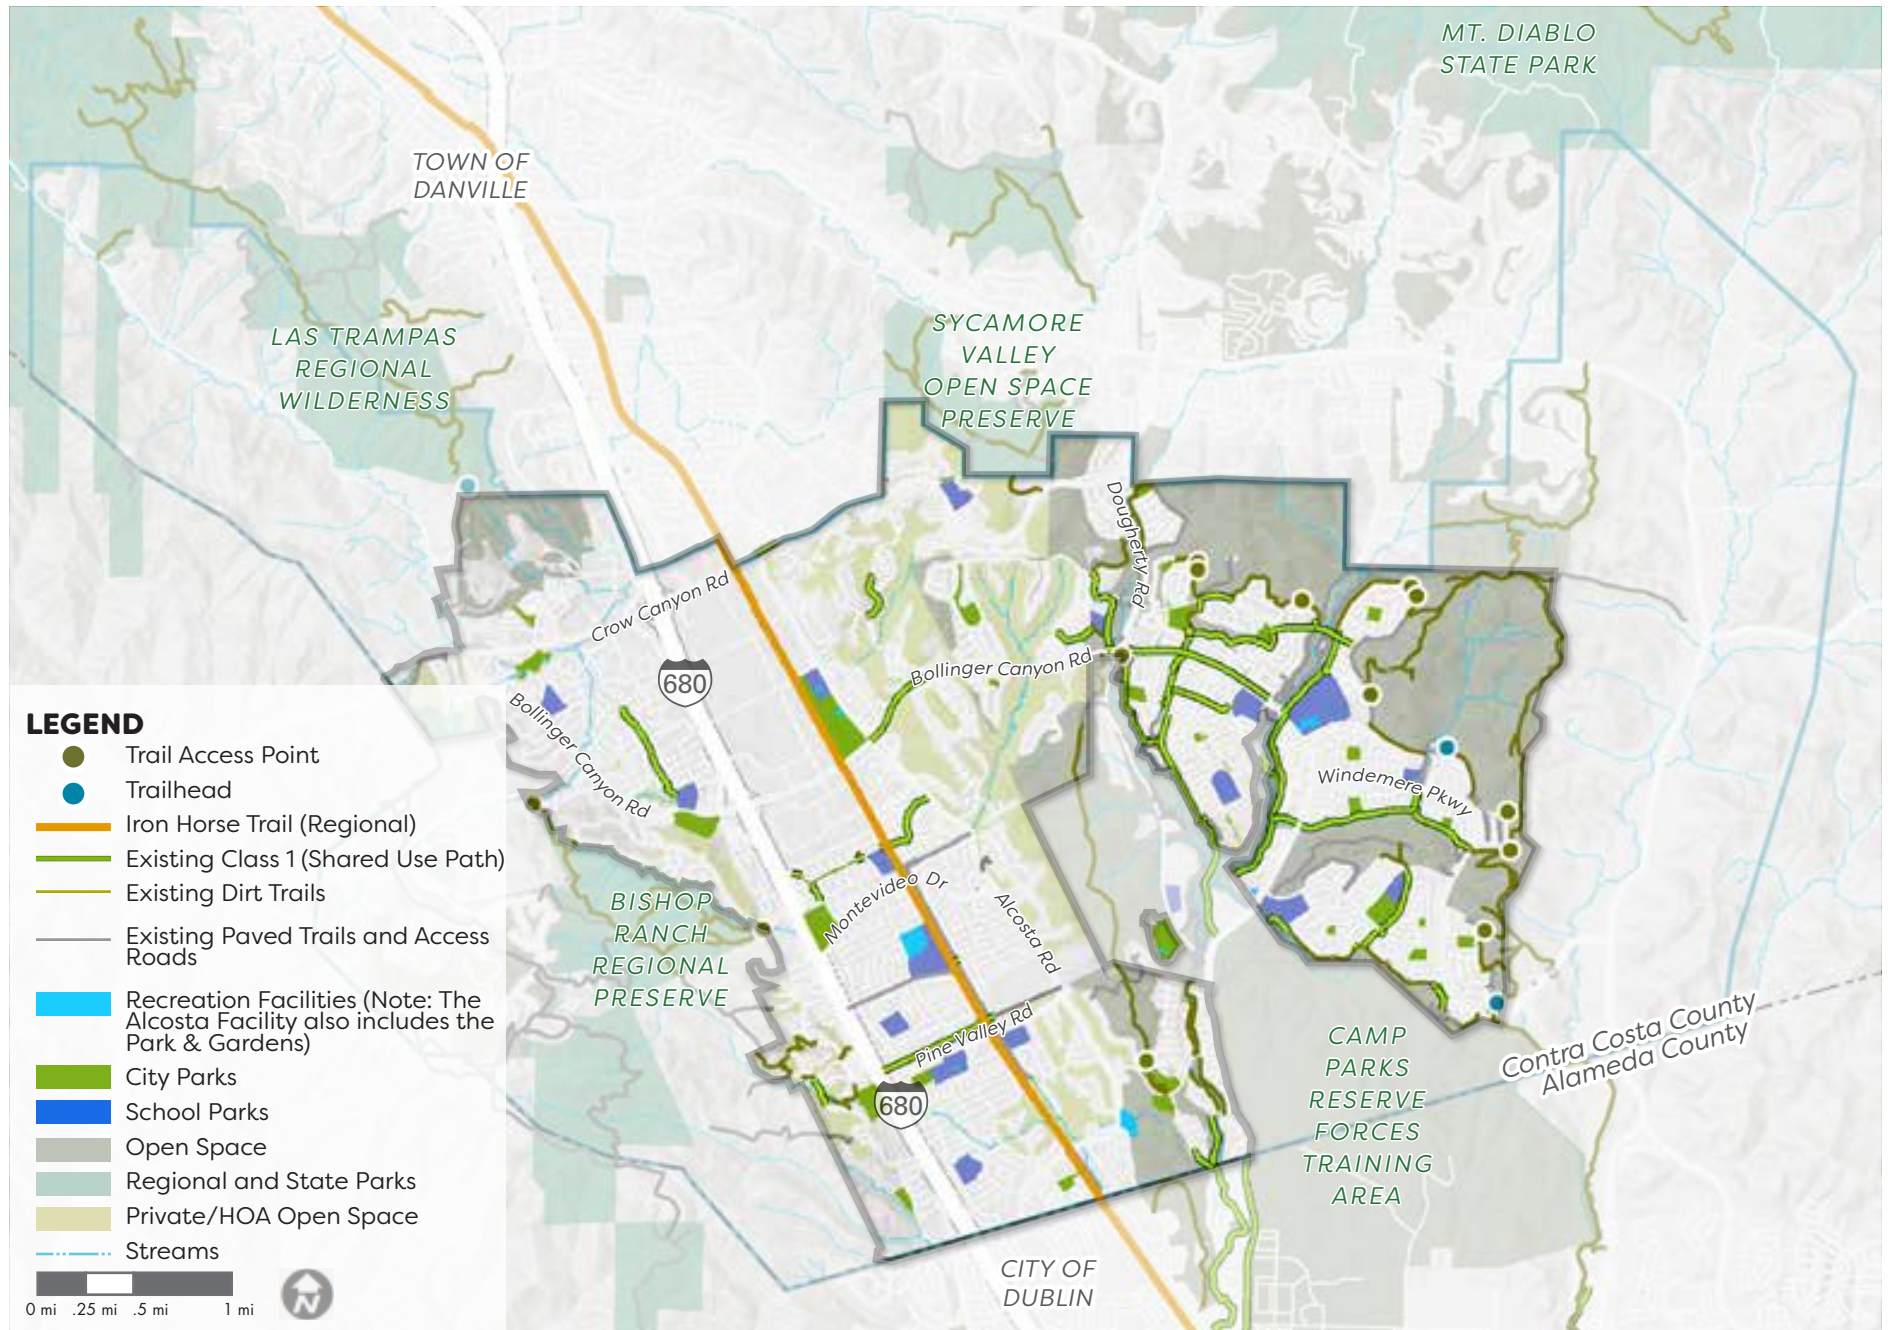 MT. DIABLO
STATE PARK
TOWN OF
DANVILLE
LAS TRAMPAS
REGIONAL
WILDERNESS
SYCAMORE
VALLEY
OPEN SPACE
PRESERVE
Dougherty Rd
Crow Canyon Rd
680
Bollinger Canyon Rd
Bollinger Canyon Rd
Windemere Pkwy
Montevideo Dr
Alcosta Rd
BISHOP
RANCH
REGIONAL
PRESERVE
Pine Valley Rd
680
CAMP
PARKS
RESERVE
FORCES
TRAINING
AREA
Contra Costa County
Alameda County
CITY OF
DUBLIN
LEGEND
Trail Access Point
Trailhead
Iron Horse Trail (Regional)
Existing Class 1 (Shared Use Path)
Existing Dirt Trails
Existing Paved Trails and Access
Roads
Recreation Facilities (Note: The
Alcosta Facility also includes the
Park & Gardens)
City Parks
School Parks
Open Space
Regional and State Parks
Private/HOA Open Space
Streams
0 mi .25 mi .5 mi 1 mi
N